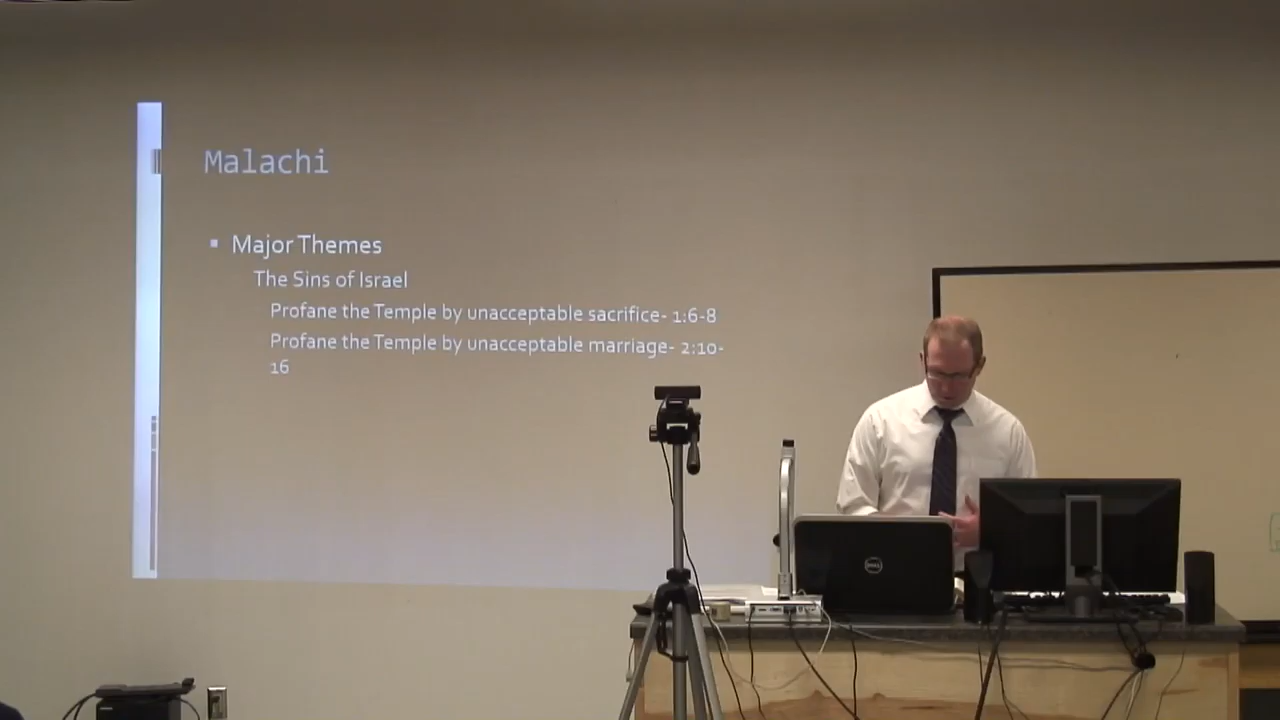 Malachi
Major Themes
The Sins of Israel
Profane the Temple by unacceptable sacrifice- 1:6-8
Profane the Temple by unacceptable marriage- 2:10-
16
DELL